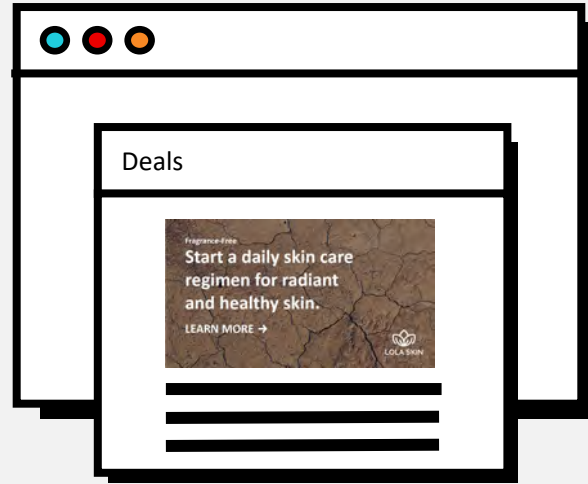 Deals
Fragrance-Free
Start a daily skin care
regimen for radiant
and healthy skin.
LEARN MORE →
LOLA SKIN